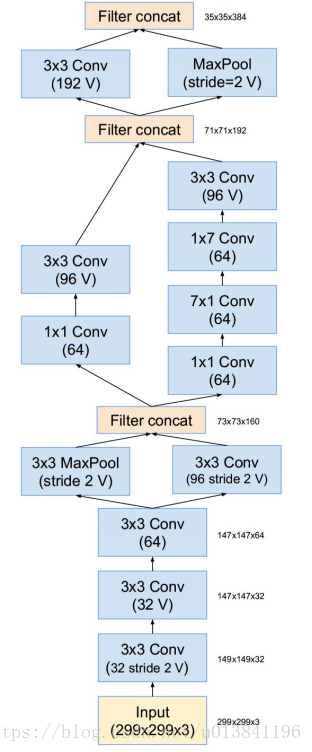 Filter concat
35x35x384
3x3 Conv
(192 V)
MaxPool
(stride=2 V)
Filter concat
71x71x192
3x3 Conv
(96 V)
1x7 Conv
(64)
3x3 Conv
(96 V)
7x1 Conv
(64)
1x1 Conv
(64)
1x1 Conv
(64)
Filter concat
73x73x160
3x3 MaxPool
(stride 2 V)
3x3 Conv
(96 stride 2 V)
3x3 Conv
(64)
147x147x64
3x3 Conv
(32 V)
147x147x32
3x3 Conv
(32 stride 2 V)
149x149x32
Input
(299x299x3)
299x299x3
tps://blog.
u013841196